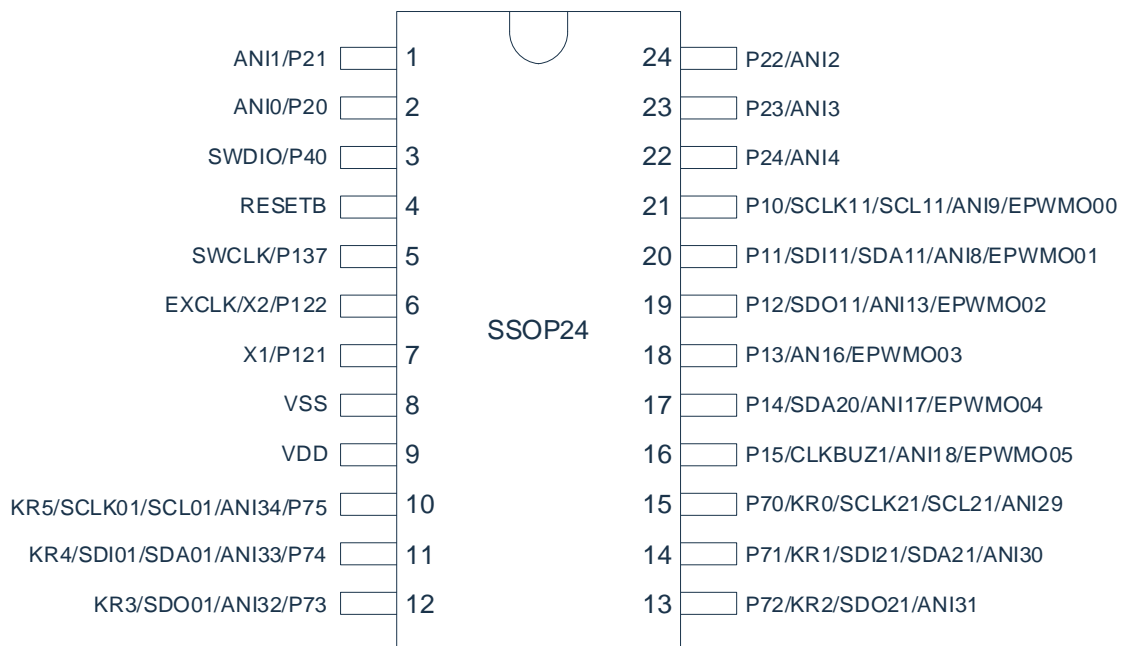 ANI1/P21 1 24 P22/ANI2
ANI0/P20 2 23 P23/ANI3
SWDIO/P40 3 22 P24/ANI4
RESETB 4 21 P10/SCLK11/SCL11/ANI9/EPWMO00
SWCLK/P137 5 20 P11/SDI11/SDA11/ANI8/EPWMO01
EXCLK/X2/P122 6 19 P12/SDO11/ANI13/EPWMO02
SSOP24
X1/P121 7 18 P13/AN16/EPWMO03
VSS 8 17 P14/SDA20/ANI17/EPWMO04
VDD 9 16 P15/CLKBUZ1/ANI18/EPWMO05
KR5/SCLK01/SCL01/ANI34/P75 10 15 P70/KR0/SCLK21/SCL21/ANI29
KR4/SDI01/SDA01/ANI33/P74 11 14 P71/KR1/SDI21/SDA21/ANI30
KR3/SDO01/ANI32/P73 12 13 P72/KR2/SDO21/ANI31